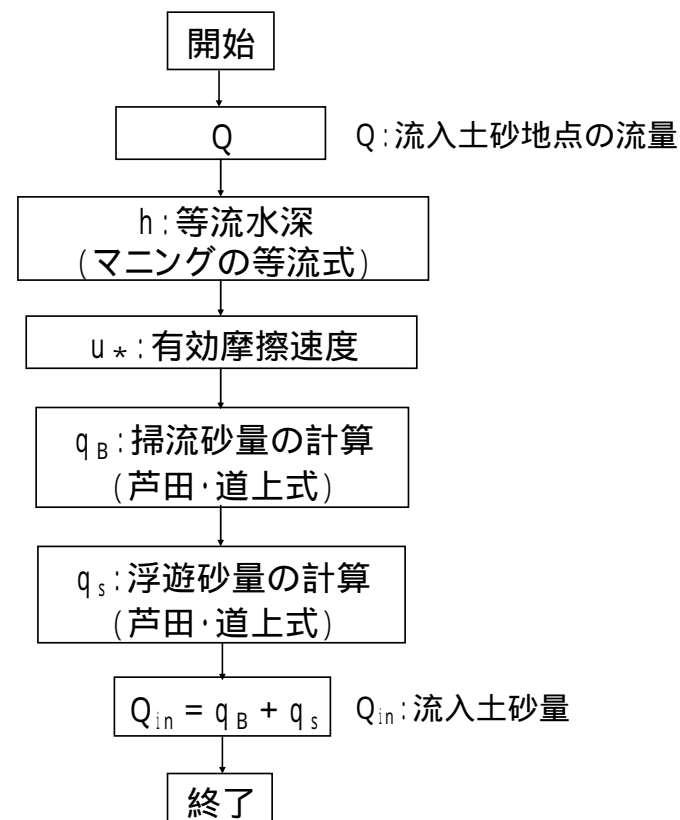 開始
Q Q:流入土砂地点の流量
h:等流水深
(マニングの等流式)
u*:有効摩擦速度
qB:掃流砂量の計算
(芦田・道上式)
qs:浮遊砂量の計算
(芦田・道上式)
Qin = qB + qs Qin:流入土砂量
終了